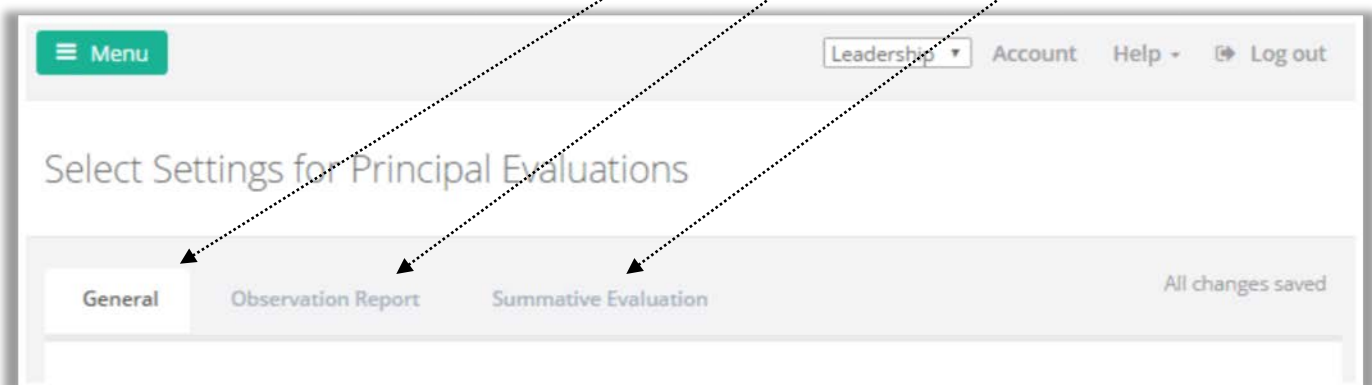 Menu Leadership Account Help Log out
Select Settings for Principal Evaluations
General Observation Report Summative Evaluation All changes saved